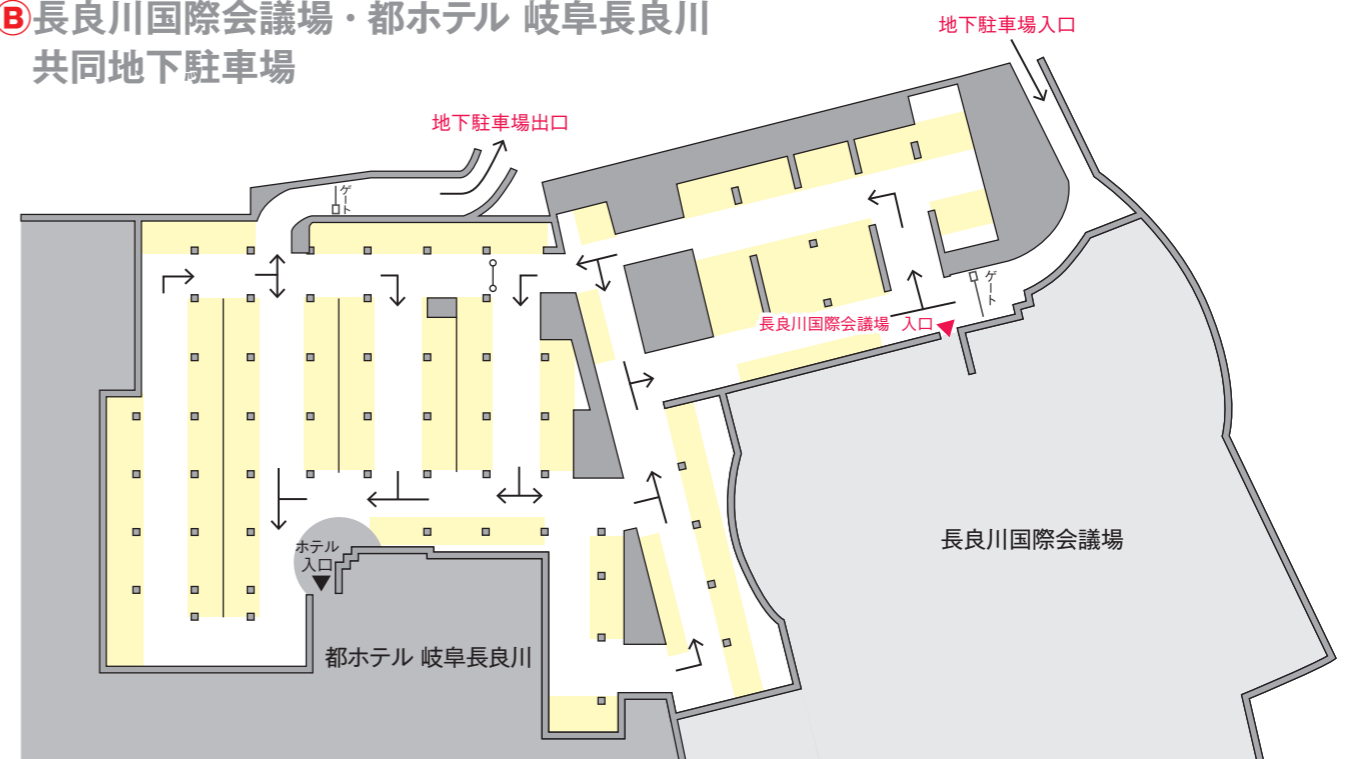 Ⓑ長良川国際会議場・都ホテル 岐阜長良川
共同地下駐車場
地下駐車場入口
地下駐車場出口
ゲート
ゲート
長良川国際会議場 入口
長良川国際会議場
ホテル
入口
都ホテル 岐阜長良川